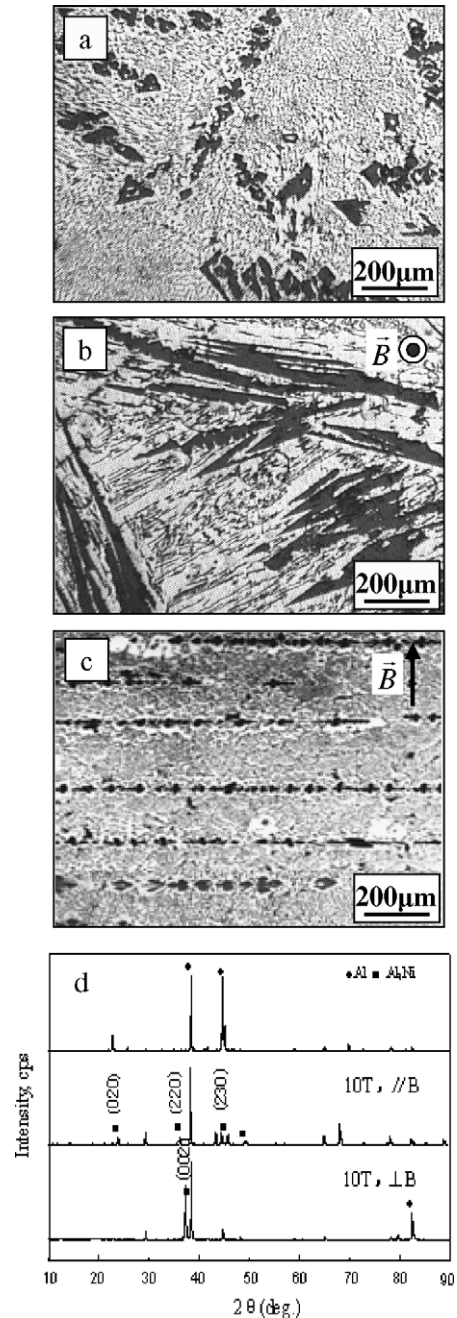 a
200μm
b
B
200μm
c
B
200μm
d
Al Al3Ni
(020)
(220)
(230)
10T, //B
(002)
10T, ⊥B
Intensity, cps
10 20 30 40 50 60 70 80 90
2 θ (deg.)